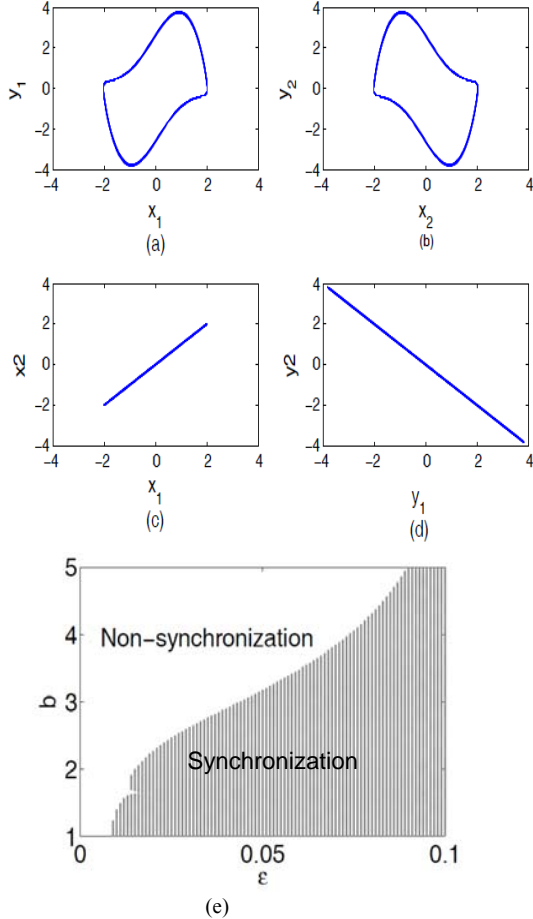 4
2
0
−2
−4
y1
−4 −2 0 2 4
x1
(a)
4
2
0
−2
−4
y2
−4 −2 0 2 4
x2
(b)
4
2
0
−2
−4
x2
−4 −2 0 2 4
x1
(c)
4
2
0
−2
−4
y2
−4 −2 0 2 4
y1
(d)
5
4
3
2
1
b
Non−synchronization
Synchronization
0 0.05 0.1
ε
(e)